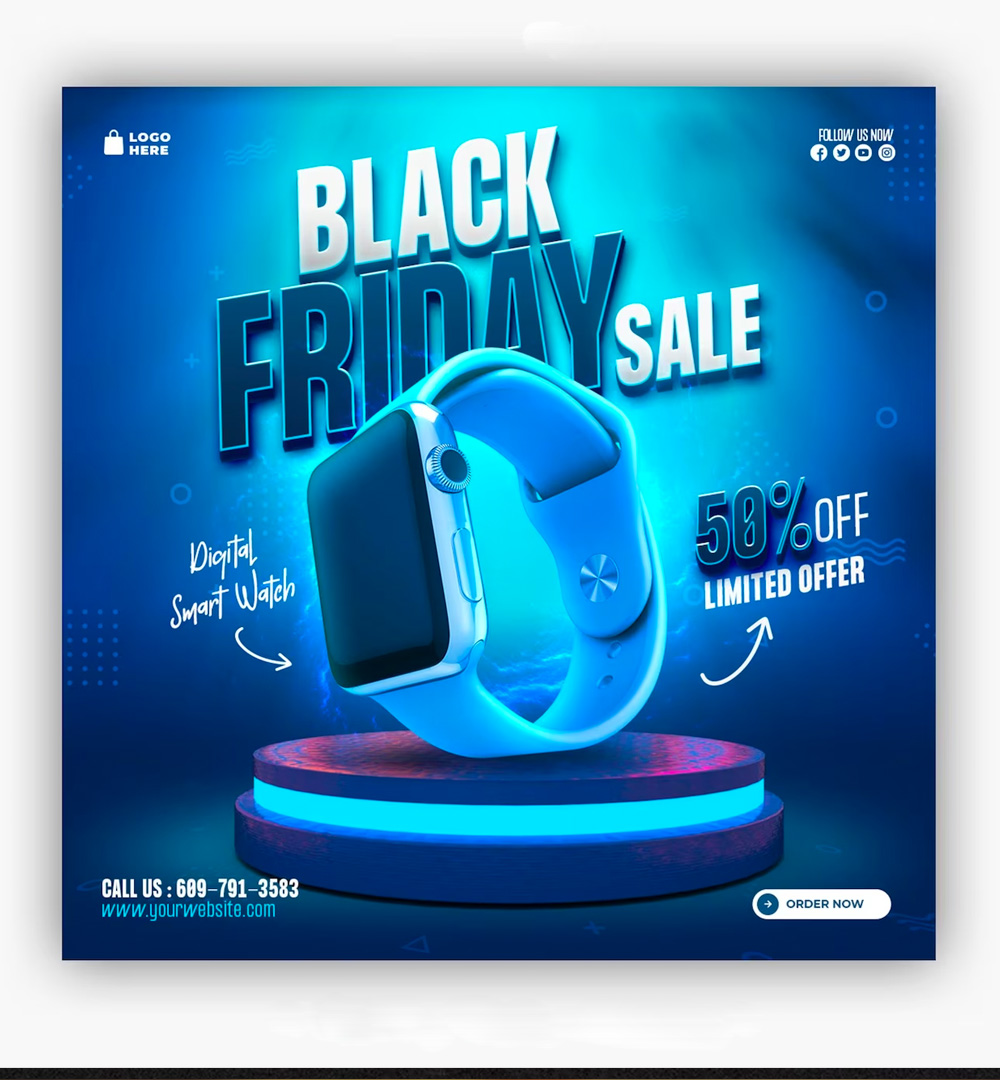 LOGO
HERE
FOLLOW US NOW
BLACK
FRIDAY
SALE
50% OFF
LIMITED OFFER
Digital
Smart Watch
CALL US : 609-791-3583
www.yourwebsite.com
ORDER NOW